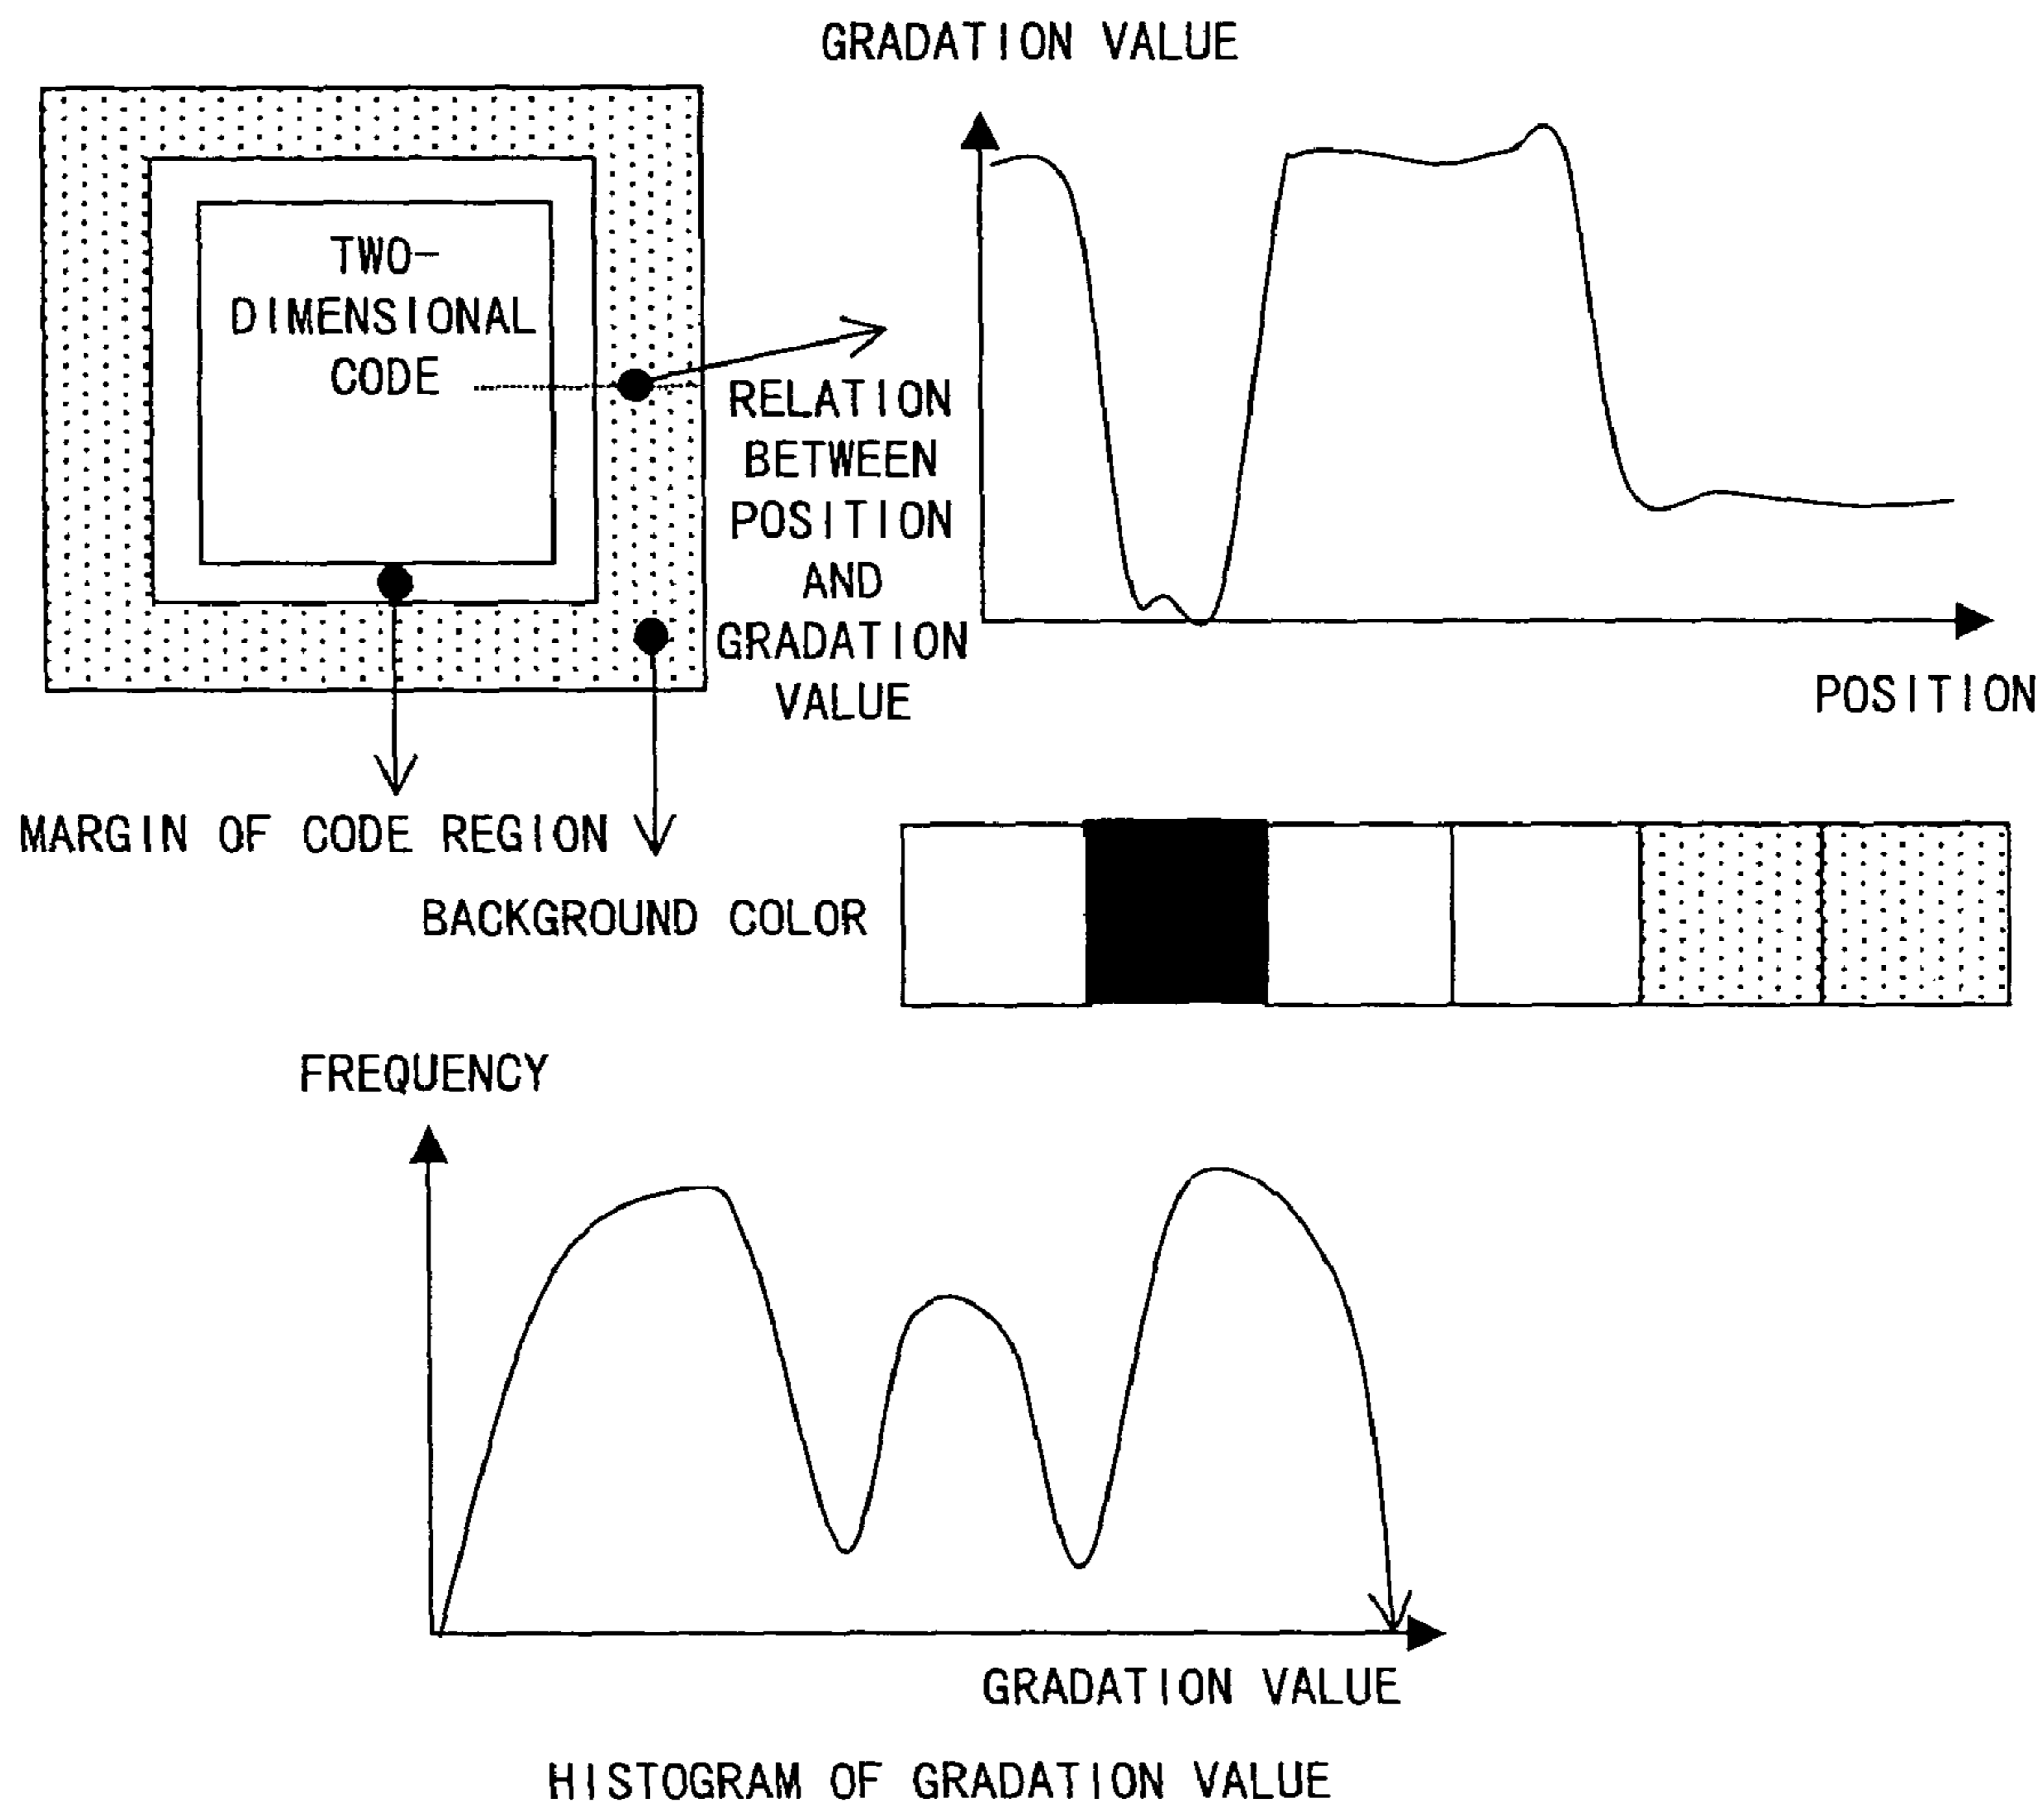 GRADATION VALUE
TWO-
DIMENSIONAL
CODE
RELATION
BETWEEN
POSITION
AND
GRADATION
VALUE
POSITION
MARGIN OF CODE REGION
BACKGROUND COLOR
FREQUENCY
GRADATION VALUE
HISTOGRAM OF GRADATION VALUE